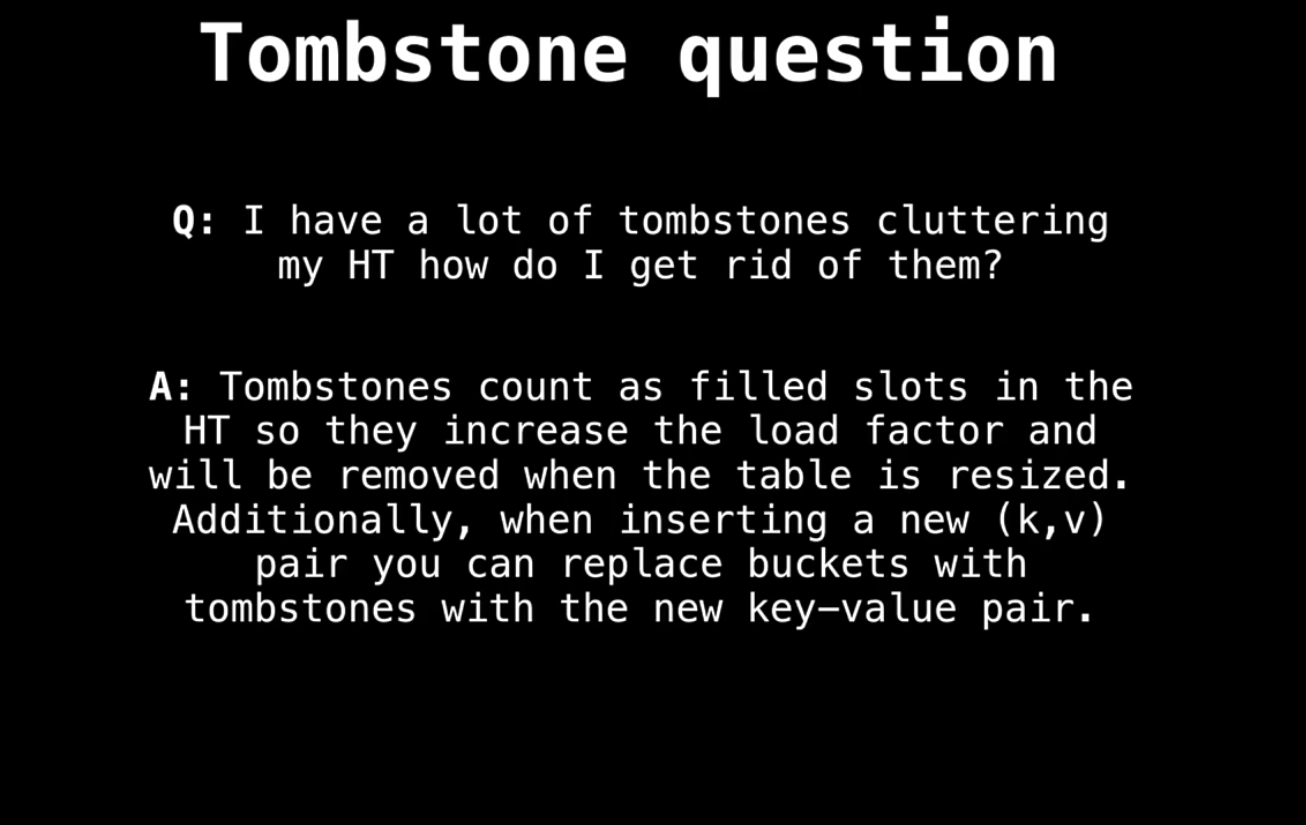 Tombstone question
Q: I have a lot of tombstones cluttering
my HT how do I get rid of them?
A: Tombstones count as filled slots in the
HT so they increase the load factor and
will be removed when the table is resized.
Additionally, when inserting a new (k,v)
pair you can replace buckets with
tombstones with the new key–value pair.